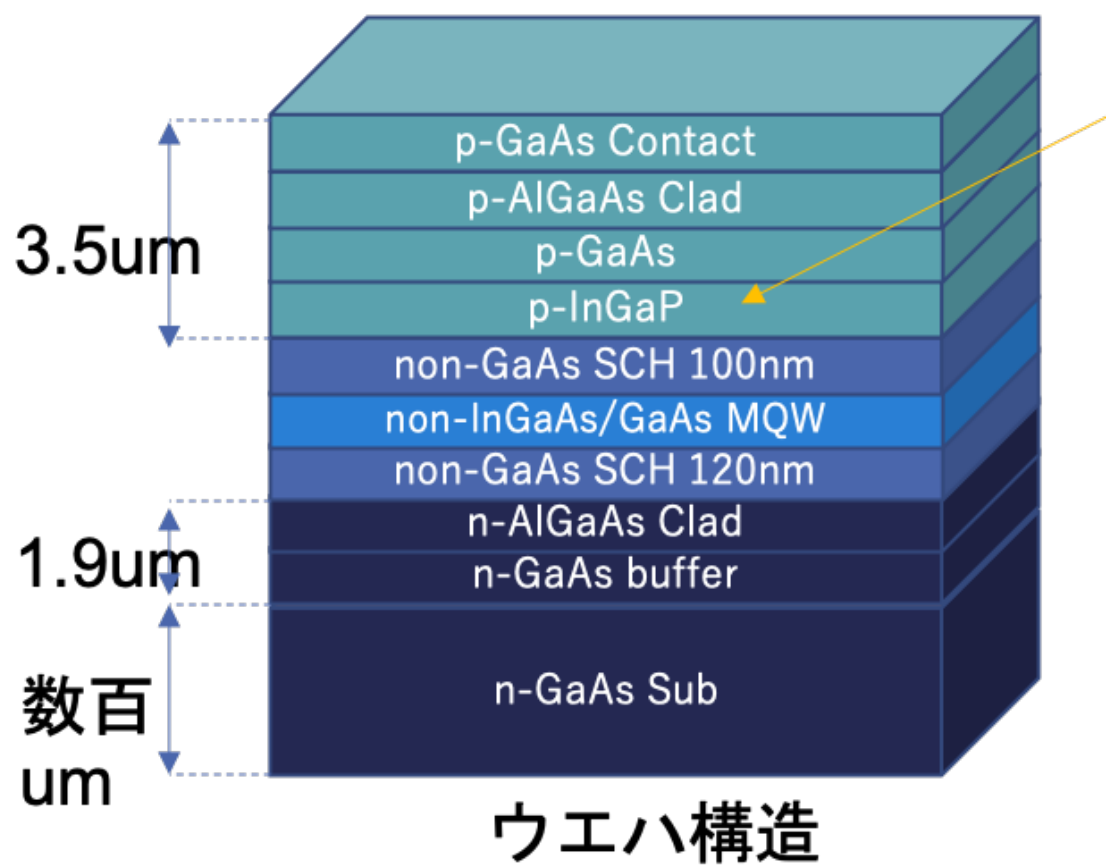 p-GaAs Contact
p-AlGaAs Clad
3.5um
p-GaAs
p-InGaP
non-GaAs SCH 100nm
non-InGaAs/GaAs MQW
non-GaAs SCH 120nm
n-AlGaAs Clad
1.9um
n-GaAs buffer
数百
um
n-GaAs Sub
ウエハ構造